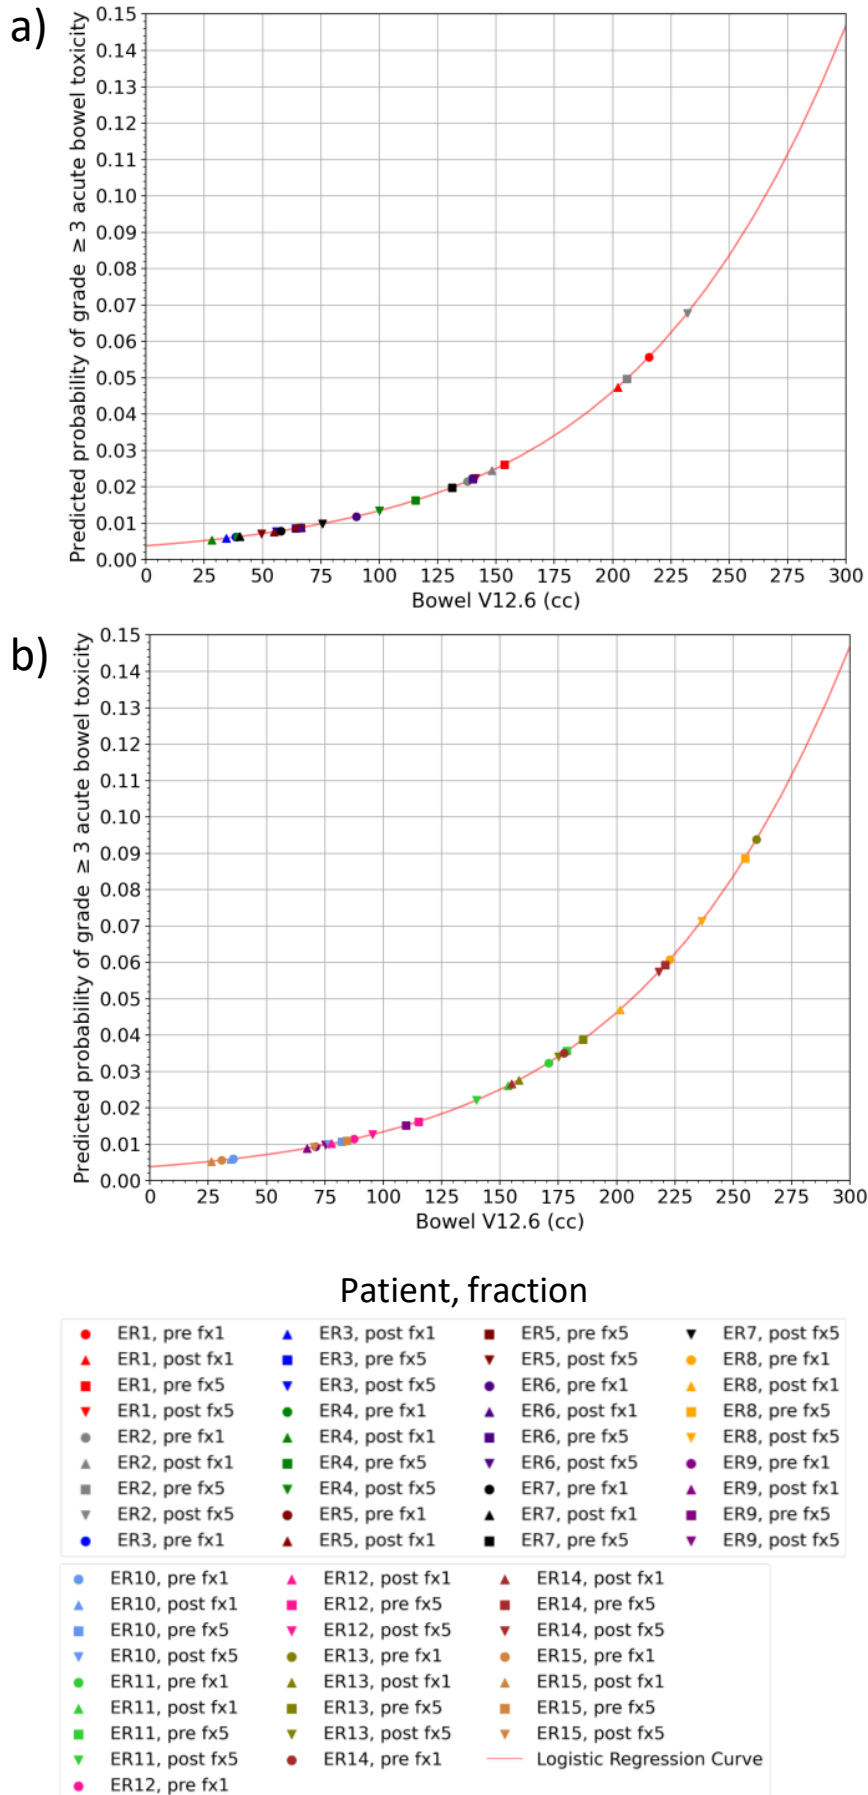 a)
0.15
0.14
0.13
0.12
0.11
0.10
0.09
0.08
0.07
0.06
0.05
0.04
0.03
0.02
0.01
0.00
Predicted probability of grade ≥ 3 acute bowel toxicity
0 25 50 75 100 125 150 175 200 225 250 275 300
Bowel V12.6 (cc)
b)
0.15
0.14
0.13
0.12
0.11
0.10
0.09
0.08
0.07
0.06
0.05
0.04
0.03
0.02
0.01
0.00
Predicted probability of grade ≥ 3 acute bowel toxicity
0 25 50 75 100 125 150 175 200 225 250 275 300
Bowel V12.6 (cc)
Patient, fraction
ER1, pre fx1
ER1, post fx1
ER1, pre fx5
ER1, post fx5
ER2, pre fx1
ER2, post fx1
ER2, pre fx5
ER2, post fx5
ER3, pre fx1
ER3, post fx1
ER3, pre fx5
ER3, post fx5
ER4, pre fx1
ER4, post fx1
ER4, pre fx5
ER4, post fx5
ER5, pre fx1
ER5, post fx1
ER5, pre fx5
ER5, post fx5
ER6, pre fx1
ER6, post fx1
ER6, pre fx5
ER6, post fx5
ER7, pre fx1
ER7, post fx1
ER7, pre fx5
ER7, post fx5
ER8, pre fx1
ER8, post fx1
ER8, pre fx5
ER8, post fx5
ER9, pre fx1
ER9, post fx1
ER9, pre fx5
ER9, post fx5
ER10, pre fx1
ER10, post fx1
ER10, pre fx5
ER10, post fx5
ER11, pre fx1
ER11, post fx1
ER11, pre fx5
ER11, post fx5
ER12, pre fx1
ER12, post fx1
ER12, pre fx5
ER12, post fx5
ER13, pre fx1
ER13, post fx1
ER13, pre fx5
ER13, post fx5
ER14, pre fx1
ER14, post fx1
ER14, pre fx5
ER14, post fx5
ER15, pre fx1
ER15, post fx1
ER15, pre fx5
ER15, post fx5
Logistic Regression Curve